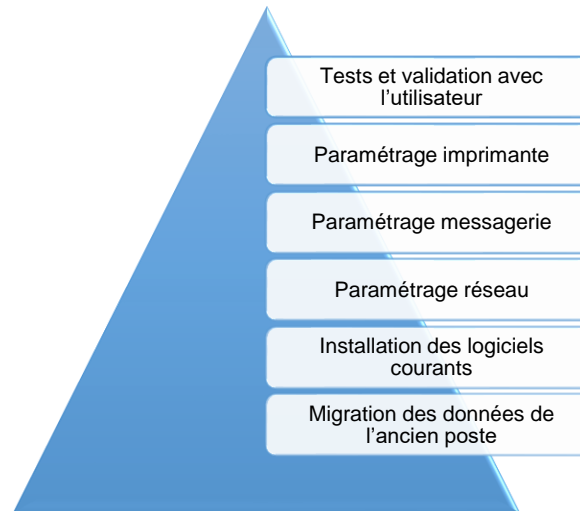 Tests et validation avec
l’utilisateur
Paramétrage imprimante
Paramétrage messagerie
Paramétrage réseau
Installation des logiciels
courants
Migration des données de
l’ancien poste